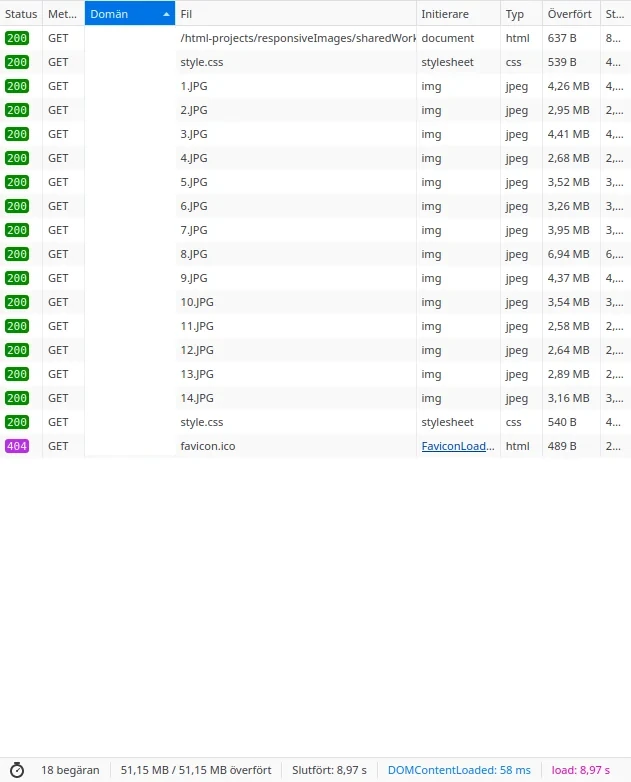 Status Met... Domän Fil Initierare Typ Överfört St...
200 GET /html-projects/responsiveImages/sharedWork document html 637 B 8...
200 GET style.css stylesheet css 539 B 4...
200 GET 1.JPG img jpeg 4,26 MB 4,...
200 GET 2.JPG img jpeg 2,95 MB 2,...
200 GET 3.JPG img jpeg 4,41 MB 4,...
200 GET 4.JPG img jpeg 2,68 MB 2,...
200 GET 5.JPG img jpeg 3,52 MB 3,...
200 GET 6.JPG img jpeg 3,26 MB 3,...
200 GET 7.JPG img jpeg 3,95 MB 3,...
200 GET 8.JPG img jpeg 6,94 MB 6,...
200 GET 9.JPG img jpeg 4,37 MB 4,...
200 GET 10.JPG img jpeg 3,54 MB 3,...
200 GET 11.JPG img jpeg 2,58 MB 2,...
200 GET 12.JPG img jpeg 2,64 MB 2,...
200 GET 13.JPG img jpeg 2,89 MB 2,...
200 GET 14.JPG img jpeg 3,16 MB 3,...
200 GET style.css stylesheet css 540 B 4...
404 GET favicon.ico FaviconLoad... html 489 B 2...
18 begäran 51,15 MB / 51,15 MB överfört Slutfört: 8,97 s DOMContentLoaded: 58 ms load: 8,97 s